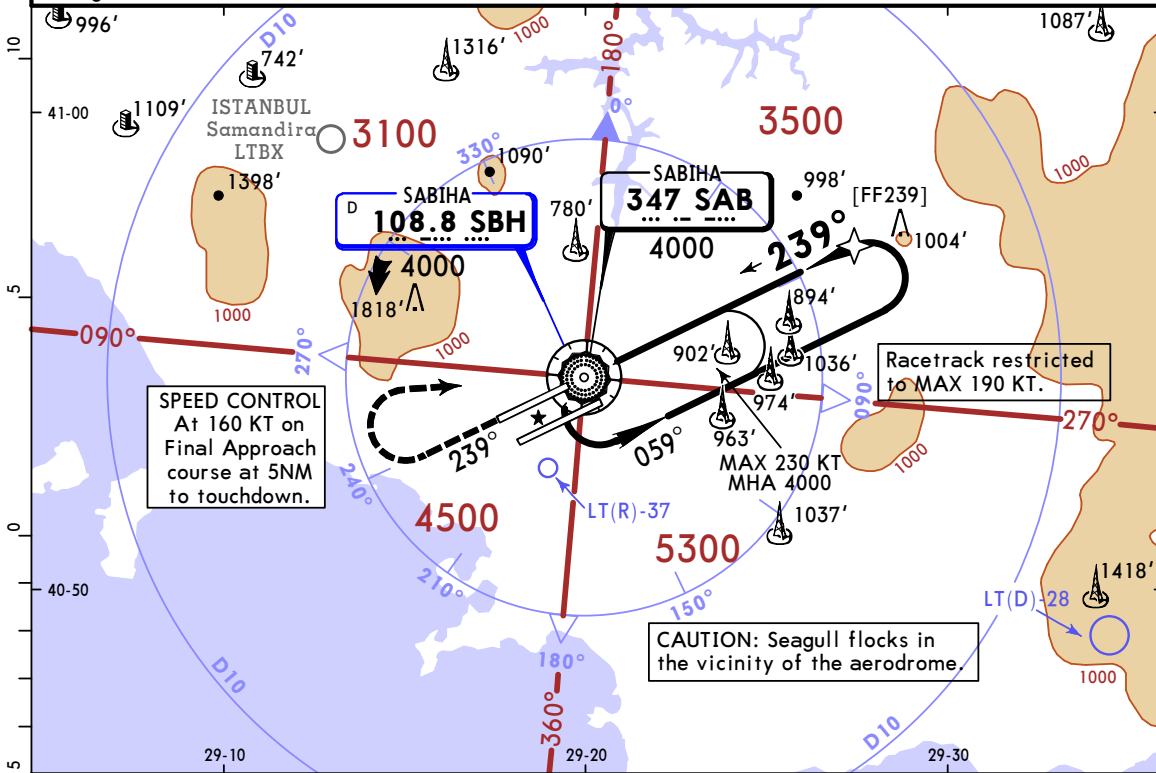 996'
D10
1000
180°
1087'
10
742'
1316'
0°
41-00
1109'
ISTANBUL
Samandira
LTBX
3100
3500
330°
1090'
1000
1398'
SABIHA
D 108.8 SBH
780'
SABIHA
347 SAB
998'
[FF239]
4000
4000
239°
1004'
5
1818'
894'
1000
1000
090°
270°
902'
1036'
Racetrack restricted
to MAX 190 KT.
974'
090°
SPEED CONTROL
At 160 KT on
Final Approach
course at 5NM
to touchdown.
963'
270°
239°
059°
1000
240°
MAX 230 KT
MHA 4000
LT(R)-37
4500
1037'
0
5300
210°
150°
40-50
1418'
LT(D)-28
CAUTION: Seagull flocks in
the vicinity of the aerodrome.
180°
D10
1000
360°
D10
29-10
29-20
29-30
5